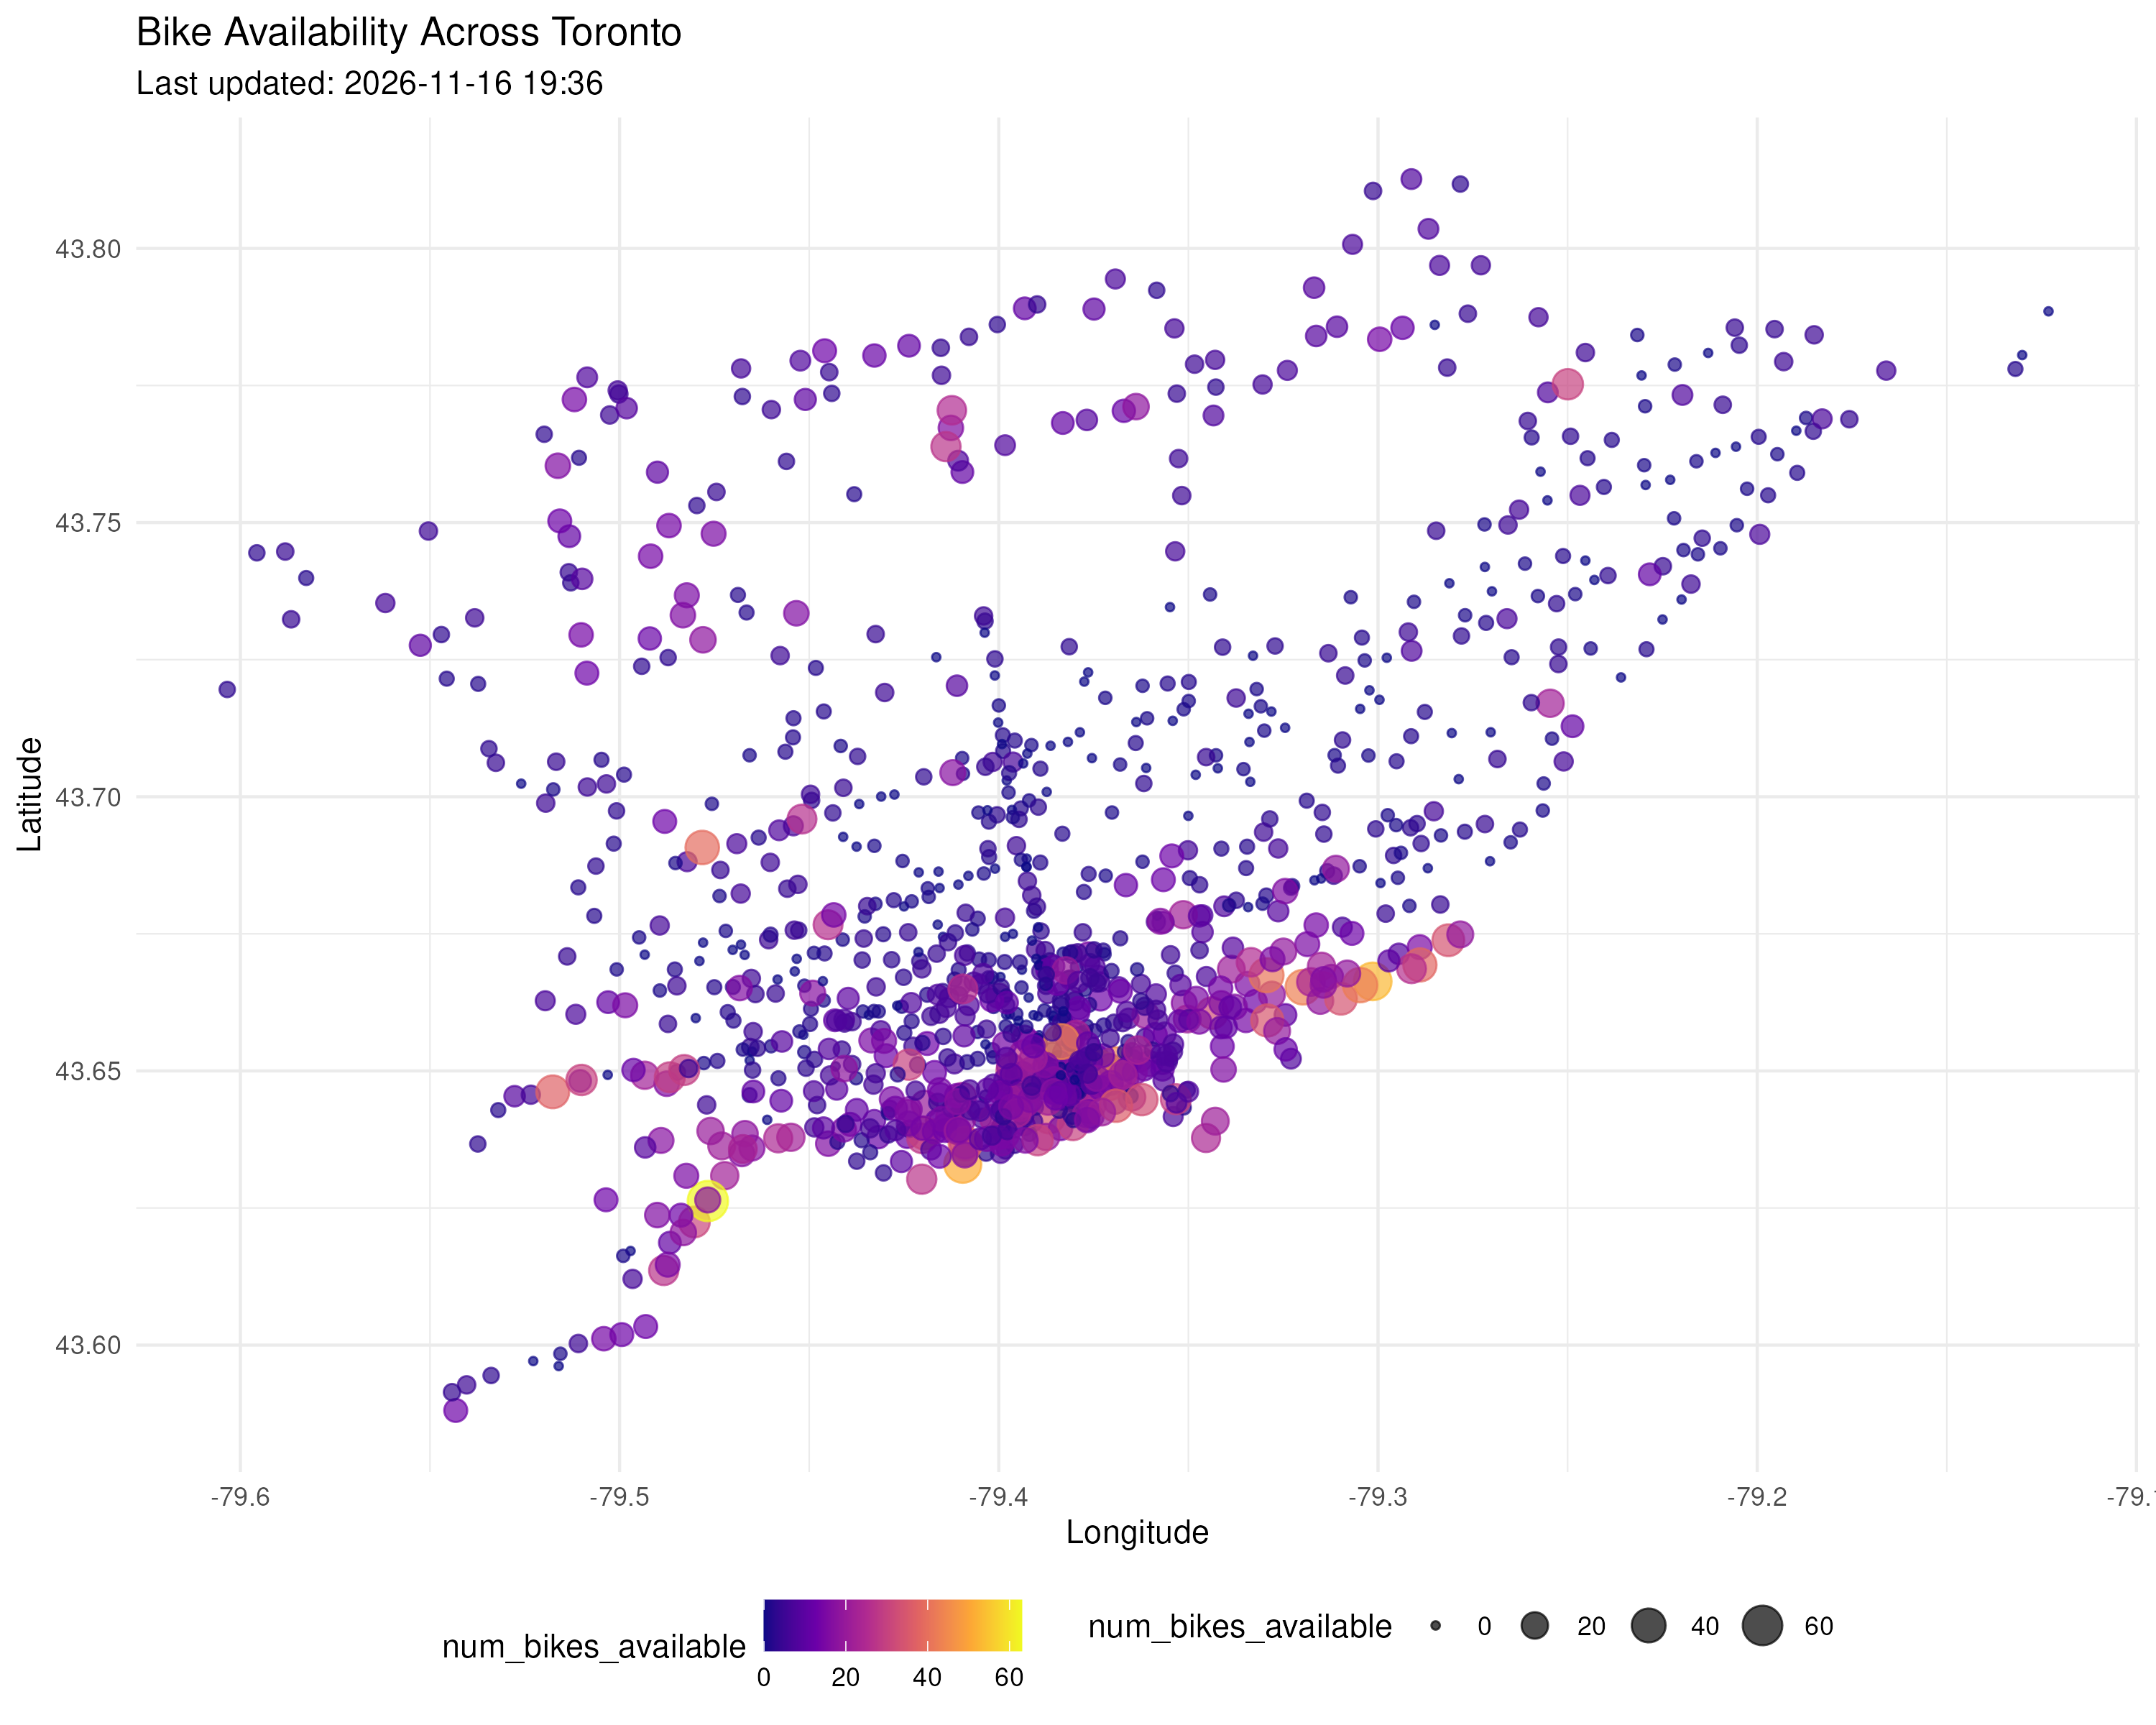 Bike Availability Across Toronto
Last updated: 2026-11-16 19:36
43.80
43.75
43.70
43.65
43.60
Latitude
-79.6 -79.5 -79.4 -79.3 -79.2 -79.1
Longitude
num_bikes_available
0 20 40 60
num_bikes_available 0 20 40 60